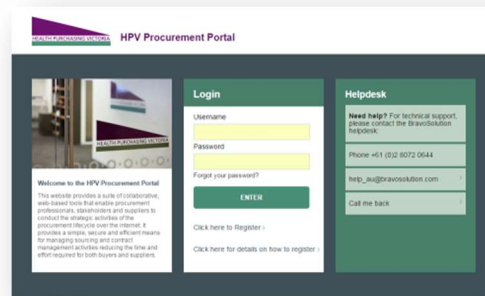 HEALTH PURCHASING VICTORIA
HPV Procurement Portal
HEALTH PURCHASING VICTORIA
Welcome to the HPV Procurement Portal
This website provides a suite of collaborative,
web-based tools that enable procurement
professionals, stakeholders and suppliers to
conduct the strategic activities of the
procurement lifecycle over the internet. It
provides a simple, secure and efficient means
for managing sourcing and contract
management activities reducing the time and
effort required for both buyers and suppliers.
Login
Username
Password
Forgot your password?
ENTER
Click here to Register ›
Click here for details on how to register ›
Helpdesk
Need help? For technical support,
please contact the BravoSolution
helpdesk:
Phone +61 (0)2 8072 0644
help_au@bravosolution.com ›
Call me back ›